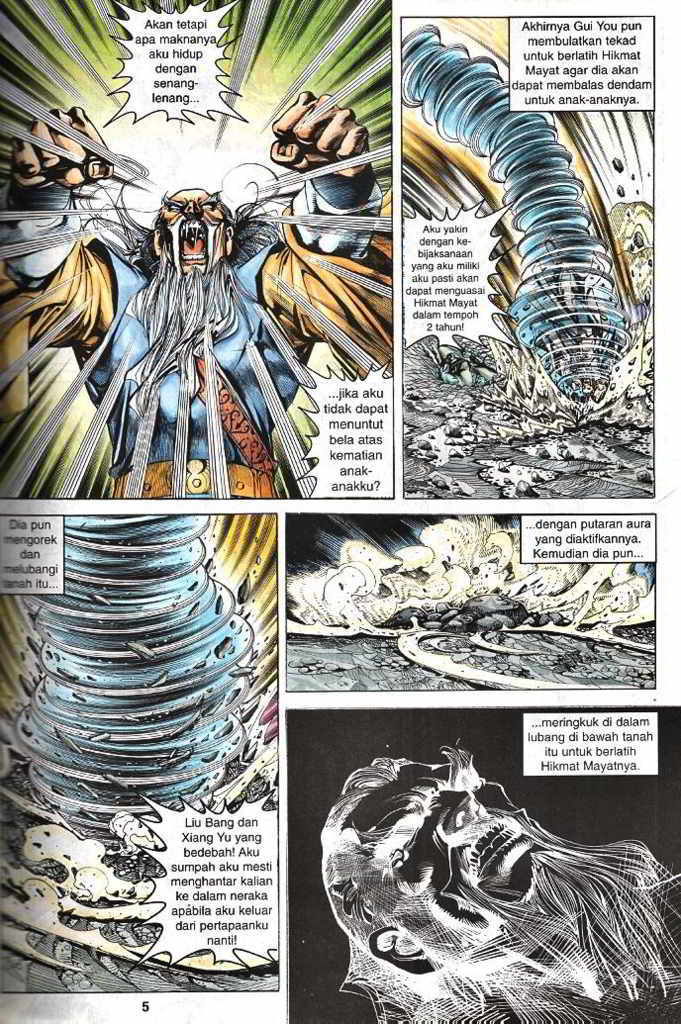 Akan tetapi
apa maknanya
aku hidup
dengan
senang-
lenang...
...jika aku
tidak dapat
menuntut
bela atas
kematian
anak-
anakku?
Akhirnya Gui You pun
membulatkan tekad
untuk berlatih Hikmat
Mayat agar dia akan
dapat membalas dendam
untuk anak-anaknya.
Aku yakin
dengan ke-
bijaksanaan
yang aku miliki
aku pasti akan
dapat menguasai
Hikmat Mayat
dalam tempoh
2 tahun!
Dia pun
mengorek
dan
melubangi
tanah itu...
Liu Bang dan
Xiang Yu yang
bedebah! Aku
sumpah aku mesti
menghantar kalian
ke dalam neraka
apabila aku keluar
dari pertapaanku
nanti!
...dengan putaran aura
yang diaktifkannya.
Kemudian dia pun...
...meringkuk di dalam
lubang di bawah tanah
itu untuk berlatih
Hikmat Mayatnya.
5